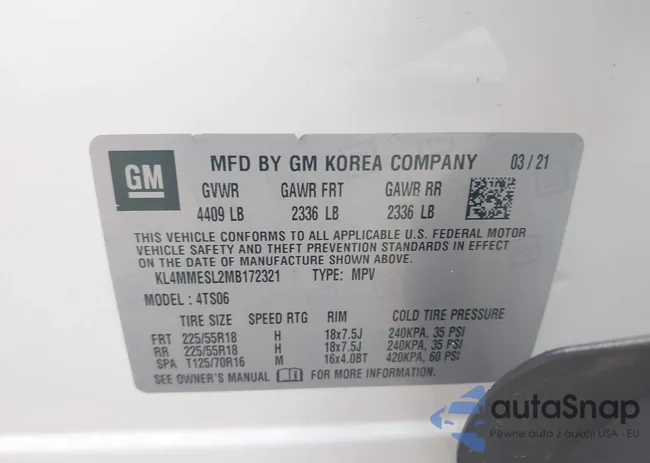 GM
MFD BY GM KOREA COMPANY 03/21
GVWR GAWR FRT GAWR RR
4409 LB 2336 LB 2336 LB
THIS VEHICLE CONFORMS TO ALL APPLICABLE U.S. FEDERAL MOTOR
VEHICLE SAFETY AND THEFT PREVENTION STANDARDS IN EFFECT
ON THE DATE OF MANUFACTURE SHOWN ABOVE.
KL4MMESL2MB172321 TYPE: MPV
MODEL: 4TS06
TIRE SIZE SPEED RTG RIM COLD TIRE PRESSURE
FRT 225/55R18 H 18x7.5J 240KPA, 35 PSI
RR 225/55R18 H 18x7.5J 240KPA, 35 PSI
SPA T125/70R16 M 16x4.0BT 420KPA, 60 PSI
SEE OWNER'S MANUAL FOR MORE INFORMATION.
autaSnap
Pewne auta z aukcji USA - EU